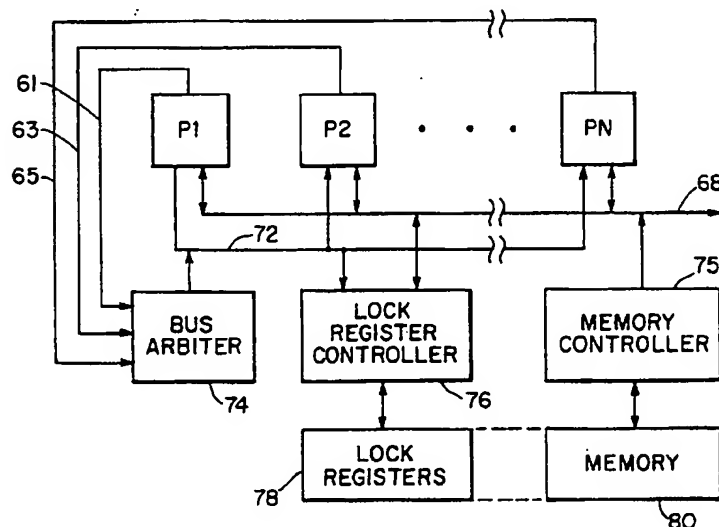 61
63
65
P1
P2
PN
68
72
75
BUS
ARBITER
74
LOCK
REGISTER
CONTROLLER
76
MEMORY
CONTROLLER
LOCK
REGISTERS
78
MEMORY
80